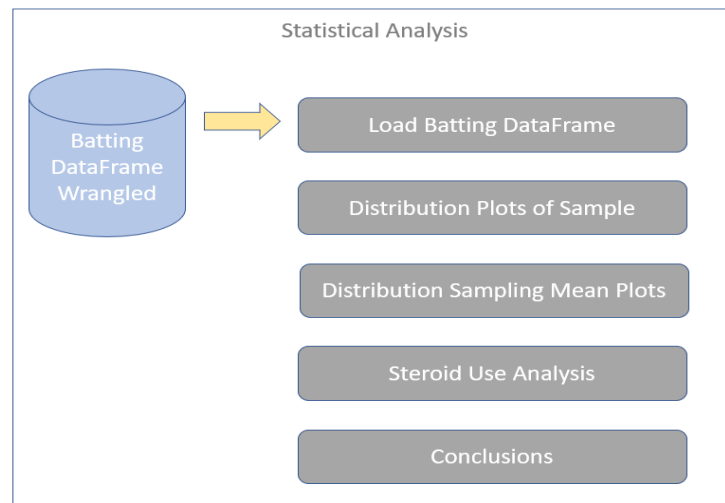 Statistical Analysis
Batting
DataFrame
Wrangled
Load Batting DataFrame
Distribution Plots of Sample
Distribution Sampling Mean Plots
Steroid Use Analysis
Conclusions